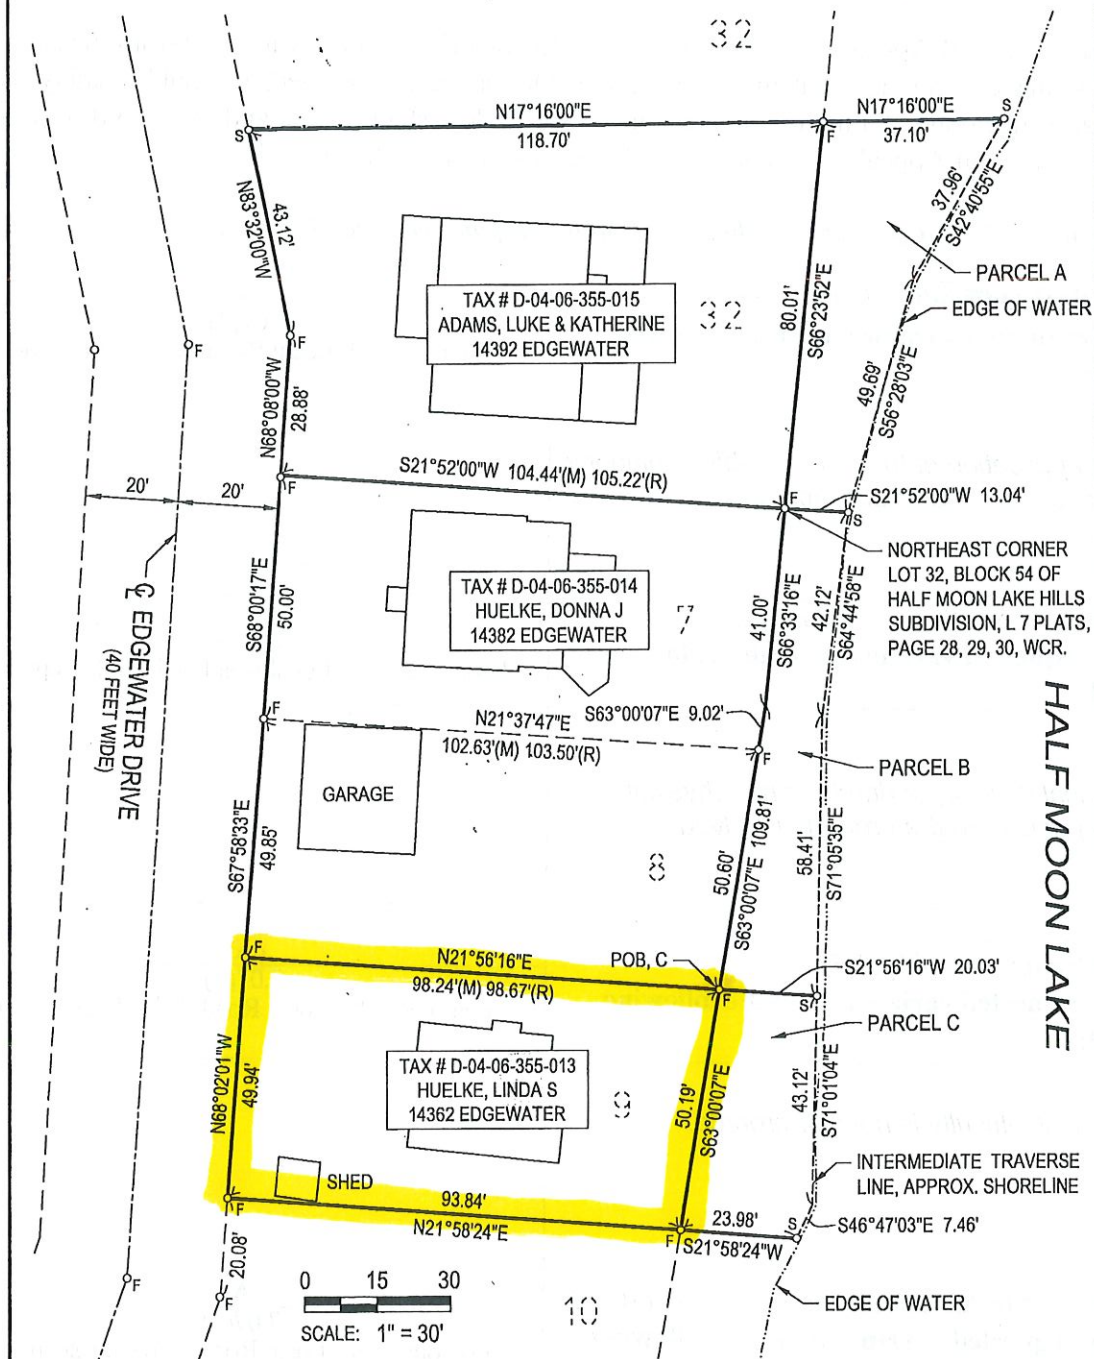 32
N17°16'00"E
118.70'
N17°16'00"E
37.10'
S
F
S
N83°32'00"W
43.12'
37.96'
S42°40'55"E
PARCEL A
EDGE OF WATER
TAX # D-04-06-355-015
ADAMS, LUKE & KATHERINE
14392 EDGEWATER
32
80.01'
S66°23'52"E
F
F
N68°08'00"W
28.88'
49.69'
S56°28'03"E
S21°52'00"W 104.44'(M) 105.22'(R)
F
F
S21°52'00"W 13.04'
S
20'
20'
NORTHEAST CORNER
LOT 32, BLOCK 54 OF
HALF MOON LAKE HILLS
SUBDIVISION, L 7 PLATS,
PAGE 28, 29, 30, WCR.
℄ EDGEWATER DRIVE
(40 FEET WIDE)
S68°00'17"E
50.00'
TAX # D-04-06-355-014
HUELKE, DONNA J
14382 EDGEWATER
7
41.00'
S66°33'16"E
42.12'
S64°44'58"E
HALF MOON LAKE
F
N21°37'47"E
102.63'(M) 103.50'(R)
S63°00'07"E 9.02'
F
PARCEL B
GARAGE
S67°58'33"E
49.85'
8
50.60'
S63°00'07"E 109.81'
58.41'
S71°05'35"E
F
N21°56'16"E
98.24'(M) 98.67'(R)
POB, C
F
S21°56'16"W 20.03'
S
PARCEL C
TAX # D-04-06-355-013
HUELKE, LINDA S
14362 EDGEWATER
9
N68°02'01"W
49.94'
50.19'
S63°00'07"E
43.12'
S71°01'04"E
INTERMEDIATE TRAVERSE
LINE, APPROX. SHORELINE
SHED
93.84'
N21°58'24"E
F
F
23.98'
S21°58'24"W
S
S46°47'03"E 7.46'
20.08'
F
F
0 15 30
SCALE: 1" = 30'
10
EDGE OF WATER